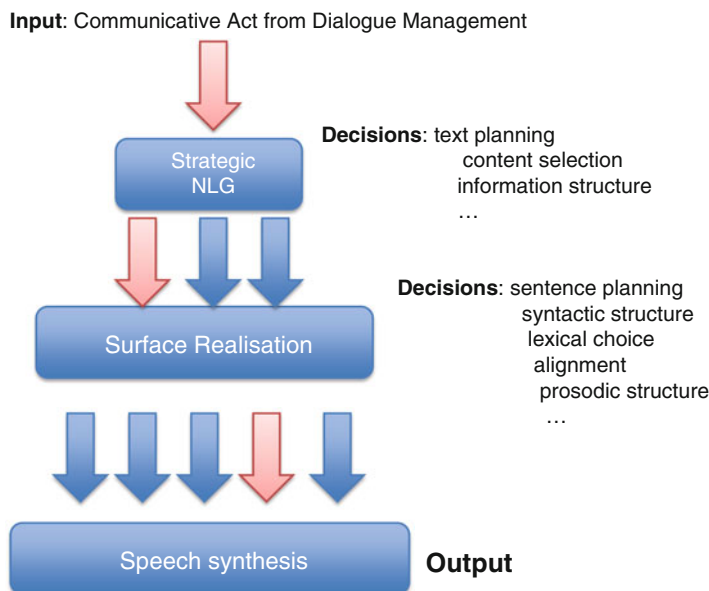 Input: Communicative Act from Dialogue Management
Strategic
NLG
Decisions: text planning
content selection
information structure
…
Surface Realisation
Decisions: sentence planning
syntactic structure
lexical choice
alignment
prosodic structure
…
Speech synthesis
Output